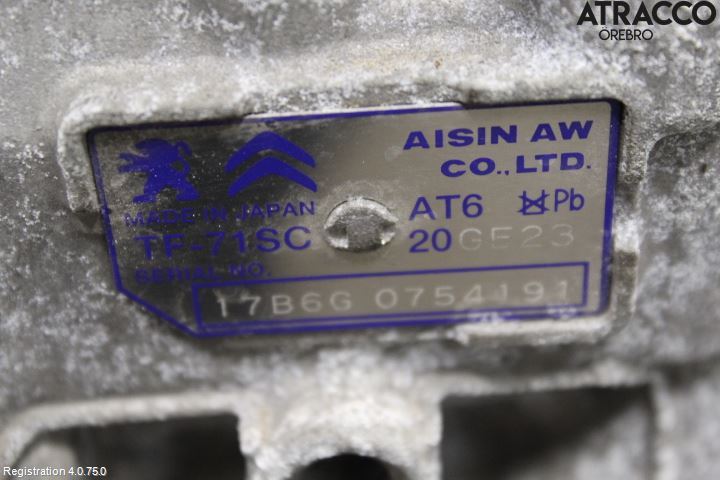 ATRACCO
ÖREBRO
AISIN AW
CO.,LTD.
MADE IN JAPAN
AT6 Pb
TF-71SC
20GE23
SERIAL NO.
17B6G 0754191
Registration 4.0.75.0